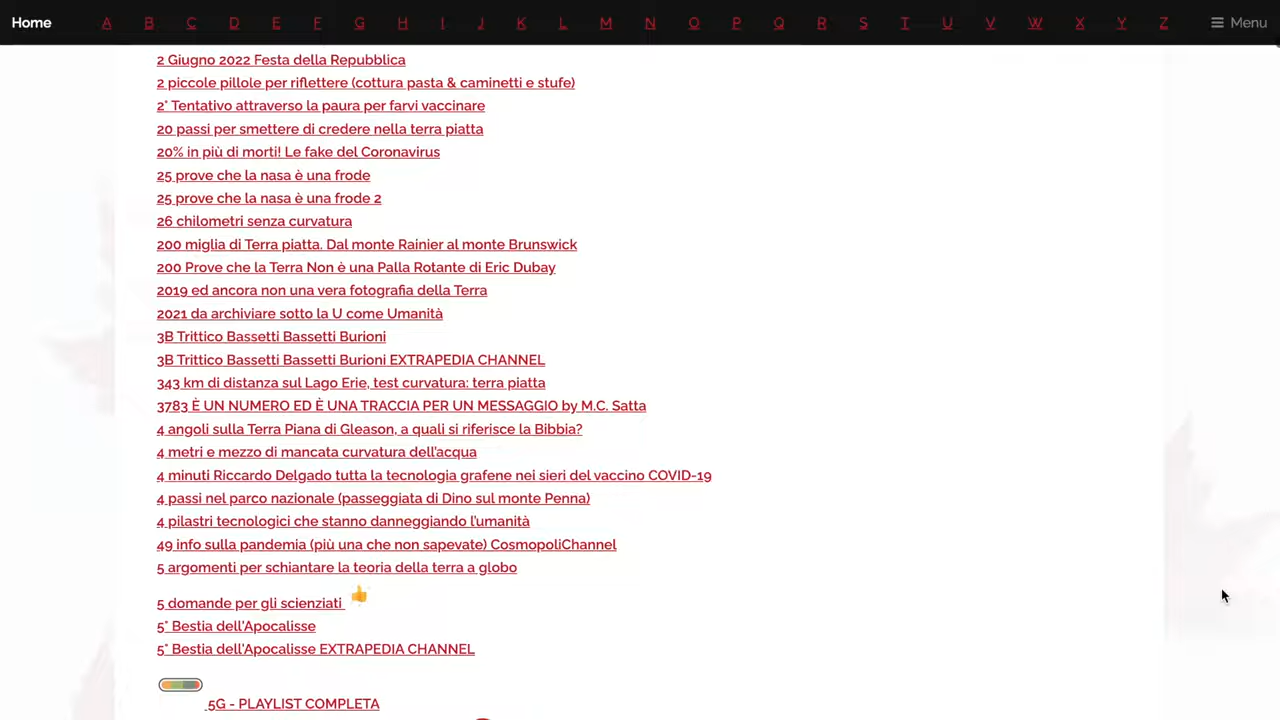 Home A B C D E F G H I J K L M N O P Q R S T U V W X Y Z Menu
2 Giugno 2022 Festa della Repubblica
2 piccole pillole per riflettere (cottura pasta & caminetti e stufe)
2° Tentativo attraverso la paura per farvi vaccinare
20 passi per smettere di credere nella terra piatta
20% in più di morti! Le fake del Coronavirus
25 prove che la nasa è una frode
25 prove che la nasa è una frode 2
26 chilometri senza curvatura
200 miglia di Terra piatta. Dal monte Rainier al monte Brunswick
200 Prove che la Terra Non è una Palla Rotante di Eric Dubay
2019 ed ancora non una vera fotografia della Terra
2021 da archiviare sotto la U come Umanità
3B Trittico Bassetti Bassetti Burioni
3B Trittico Bassetti Bassetti Burioni EXTRAPEDIA CHANNEL
343 km di distanza sul Lago Erie, test curvatura: terra piatta
3783 È UN NUMERO ED È UNA TRACCIA PER UN MESSAGGIO by M.C. Satta
4 angoli sulla Terra Piana di Gleason, a quali si riferisce la Bibbia?
4 metri e mezzo di mancata curvatura dell'acqua
4 minuti Riccardo Delgado tutta la tecnologia grafene nei sieri del vaccino COVID-19
4 passi nel parco nazionale (passeggiata di Dino sul monte Penna)
4 pilastri tecnologici che stanno danneggiando l'umanità
49 info sulla pandemia (più una che non sapevate) CosmopoliChannel
5 argomenti per schiantare la teoria della terra a globo
5 domande per gli scienziati
5° Bestia dell'Apocalisse
5° Bestia dell'Apocalisse EXTRAPEDIA CHANNEL
5G - PLAYLIST COMPLETA